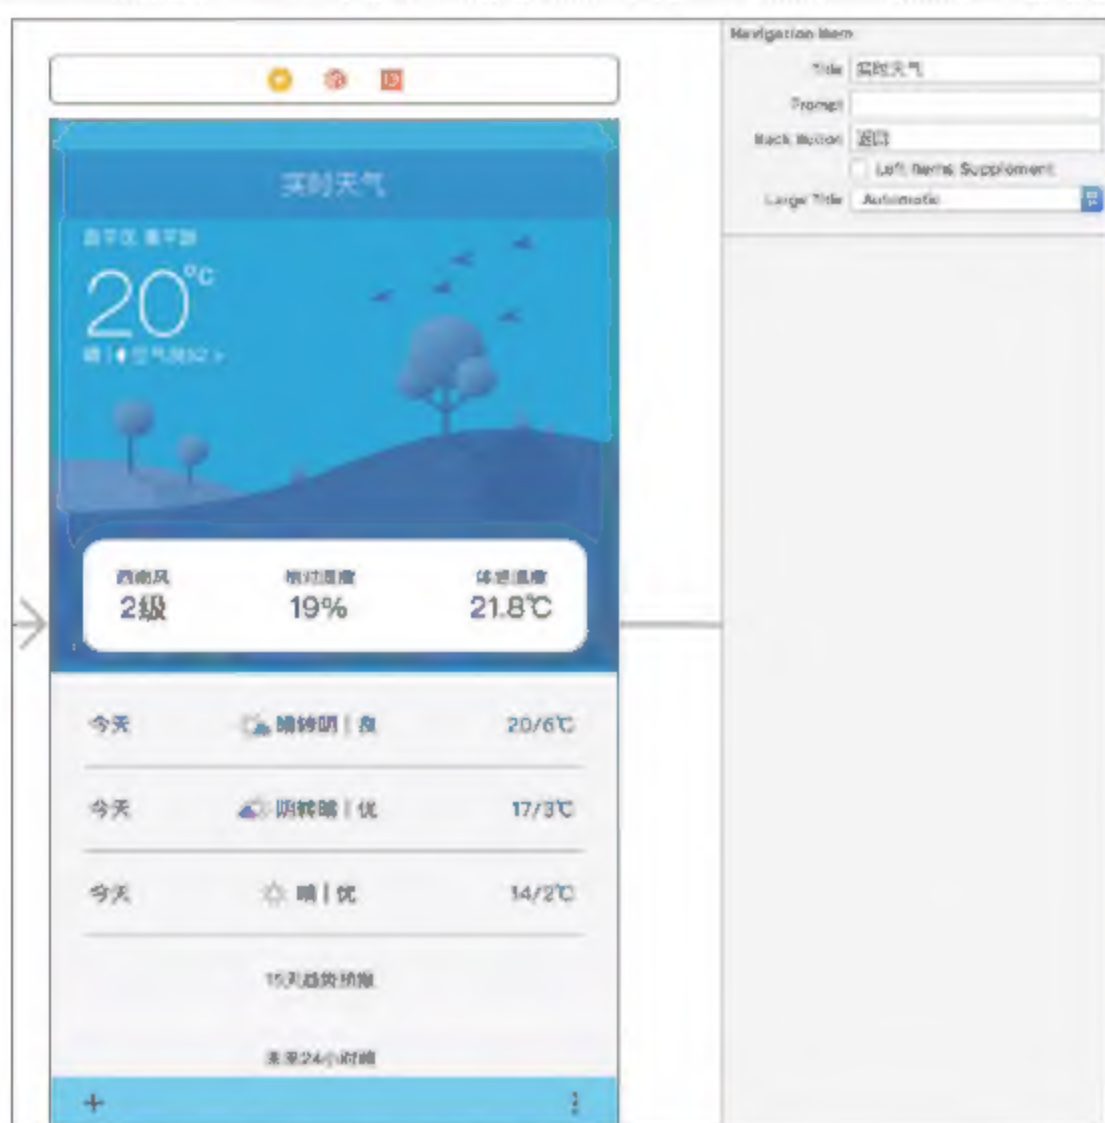 Navigation Item
Title 实时天气
Prompt
Back Button 返回
Left Items Supplement
Large Title Automatic
实时天气
20℃
西南风 相对湿度 体感温度
2级 19% 21.8℃
今天 晴转阴 | 良 20/6℃
今天 阴转晴 | 优 17/3℃
今天 晴 | 优 14/2℃
15天趋势预报
未来24小时